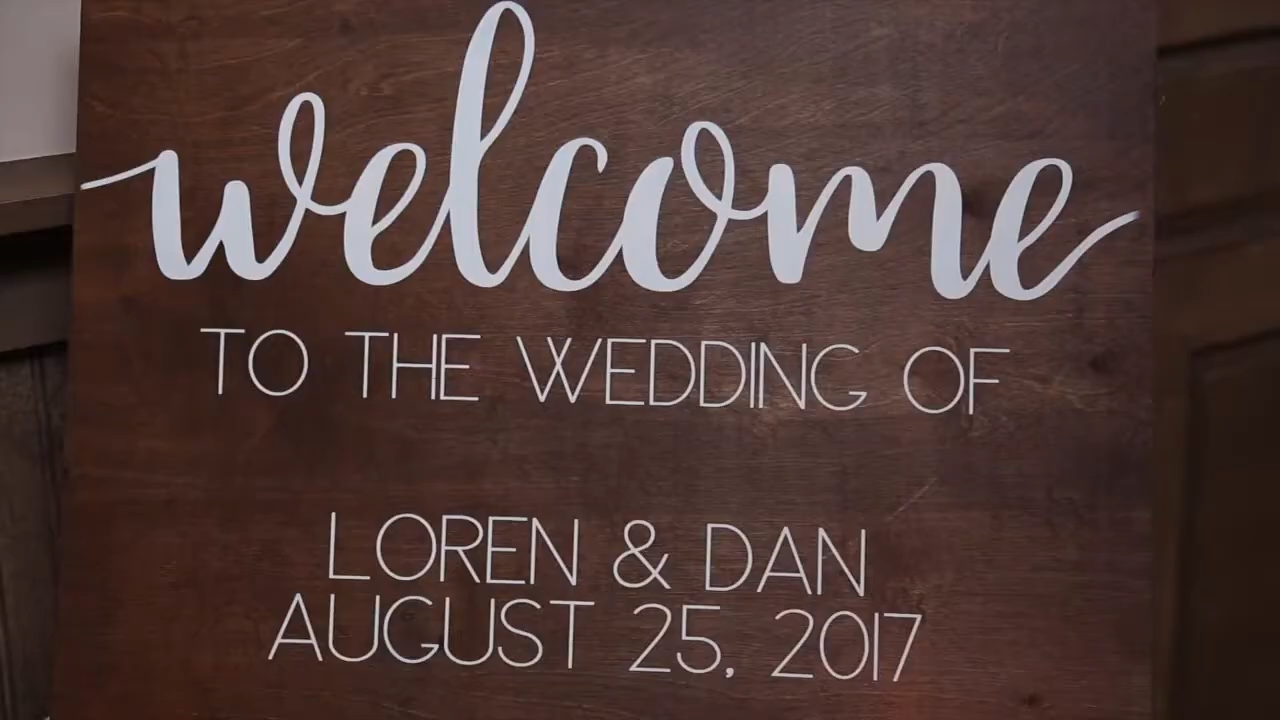 welcome
TO THE WEDDING OF
LOREN & DAN
AUGUST 25, 2017